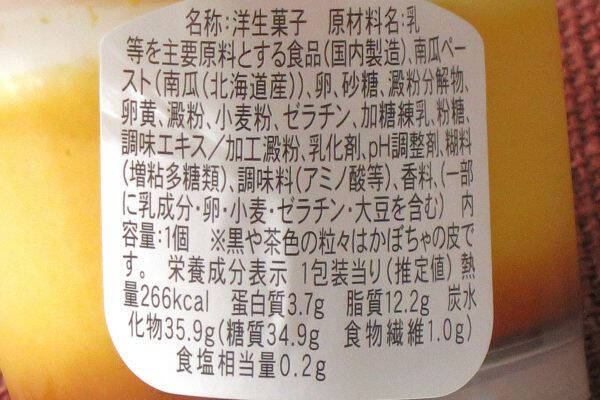 名称:洋生菓子 原材料名:乳
等を主要原料とする食品(国内製造)、南瓜ペー
スト(南瓜(北海道産))、卵、砂糖、澱粉分解物、
卵黄、澱粉、小麦粉、ゼラチン、加糖練乳、粉糖、
調味エキス/加工澱粉、乳化剤、pH調整剤、糊料
(増粘多糖類)、調味料(アミノ酸等)、香料、(一部
に乳成分・卵・小麦・ゼラチン・大豆を含む) 内
容量:1個 ※黒や茶色の粒々はかぼちゃの皮で
す。 栄養成分表示 1包装当り(推定値) 熱
量266kcal 蛋白質3.7g 脂質12.2g 炭水
化物35.9g(糖質34.9g 食物繊維1.0g)
食塩相当量0.2g